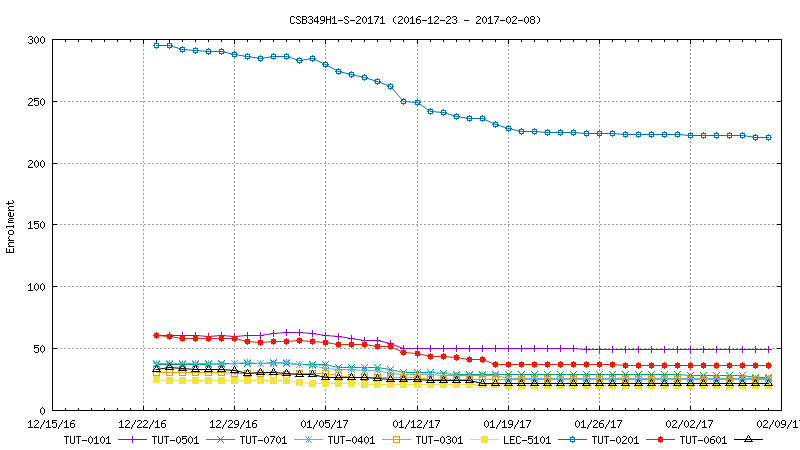 CSB349H1-S-20171 (2016-12-23 - 2017-02-08)
300
250
200
150
100
50
0
Enrolment
12/15/16 12/22/16 12/29/16 01/05/17 01/12/17 01/19/17 01/26/17 02/02/17 02/09/17
TUT-0101 TUT-0501 TUT-0701 TUT-0401 TUT-0301 LEC-5101 TUT-0201 TUT-0601